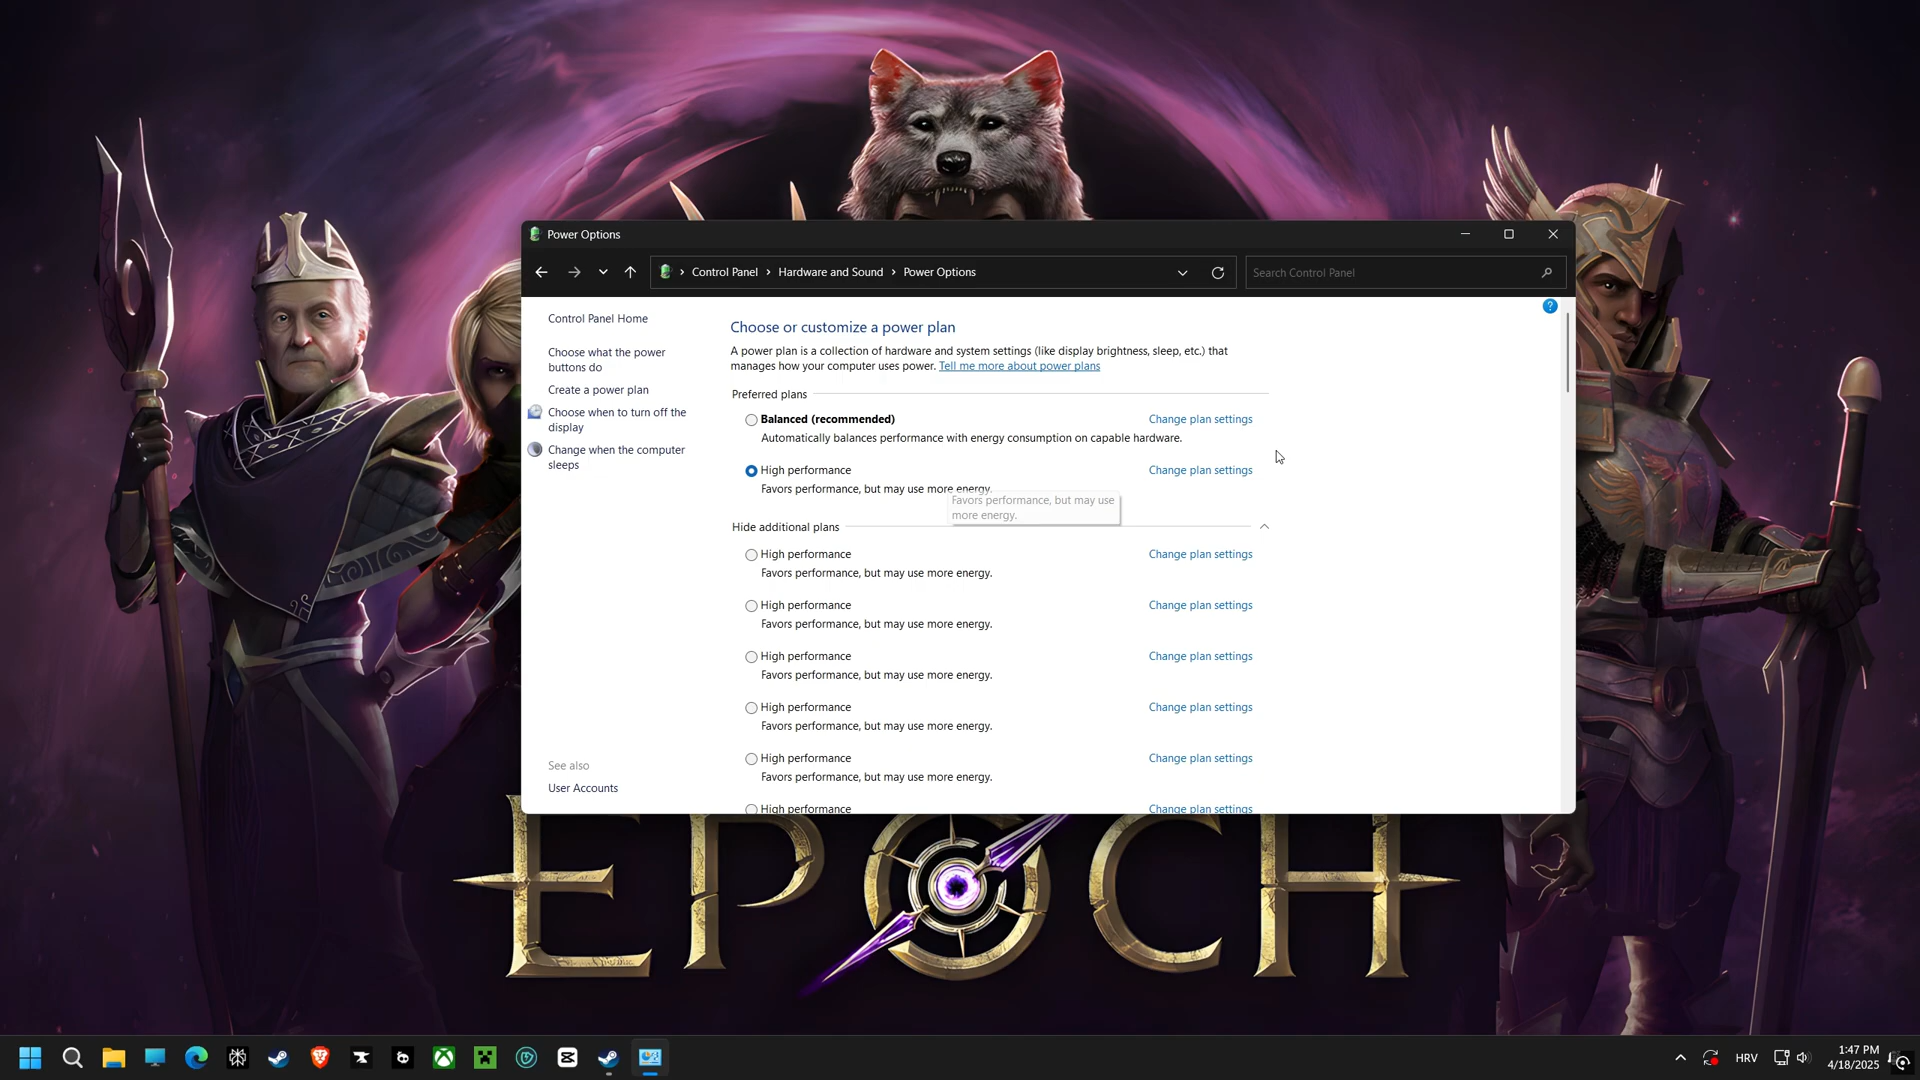 Power Options
Control Panel
Hardware and Sound
Power Options
Search Control Panel
Control Panel Home
Choose what the power
buttons do
Create a power plan
Choose when to turn off the
display
Change when the computer
sleeps
See also
User Accounts
?
Choose or customize a power plan
A power plan is a collection of hardware and system settings (like display brightness, sleep, etc.) that
manages how your computer uses power. Tell me more about power plans
Preferred plans
Balanced (recommended) Change plan settings
Automatically balances performance with energy consumption on capable hardware.
High performance Change plan settings
Favors performance, but may use more energy.
Favors performance, but may use
more energy.
Hide additional plans
High performance Change plan settings
Favors performance, but may use more energy.
High performance Change plan settings
Favors performance, but may use more energy.
High performance Change plan settings
Favors performance, but may use more energy.
High performance Change plan settings
Favors performance, but may use more energy.
High performance Change plan settings
Favors performance, but may use more energy.
High performance Change plan settings
EPOCH
HRV
1:47 PM
4/18/2025